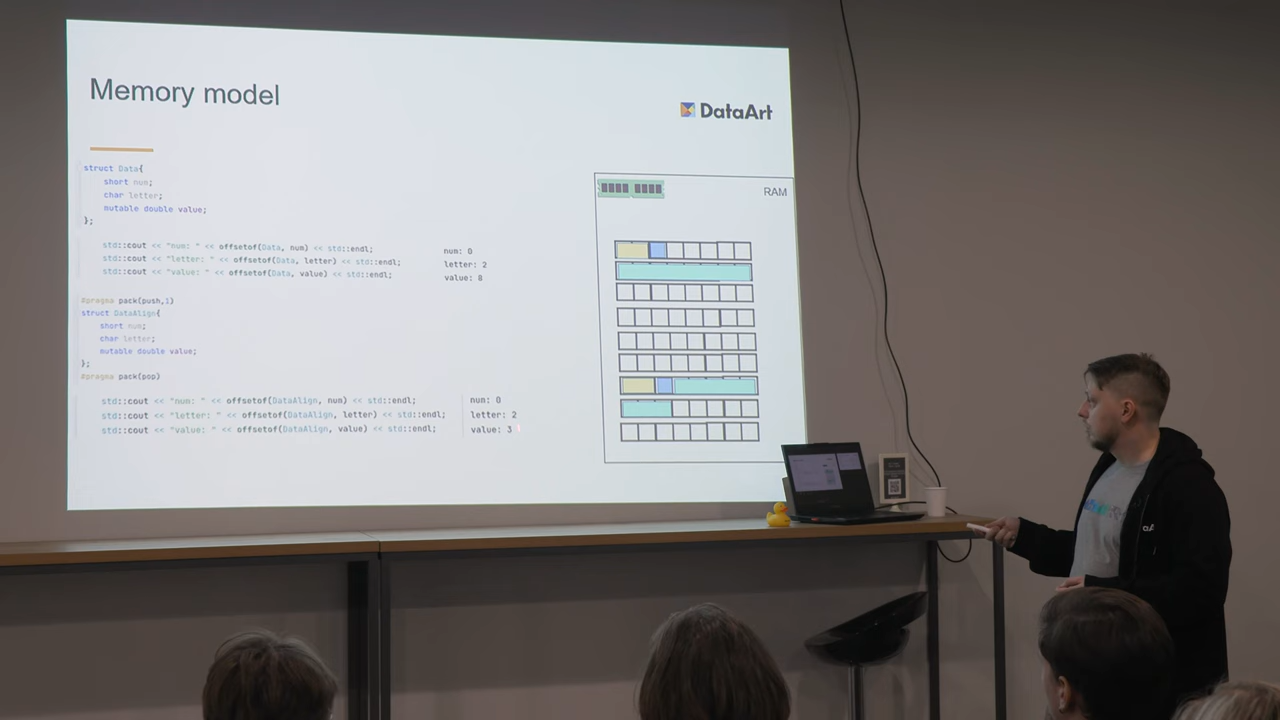 Memory model
DataArt
struct Data{
short num;
char letter;
mutable double value;
};
std::cout << "num: " << offsetof(Data, num) << std::endl;
std::cout << "letter: " << offsetof(Data, letter) << std::endl;
std::cout << "value: " << offsetof(Data, value) << std::endl;
num: 0
letter: 2
value: 8
#pragma pack(push,1)
struct DataAlign{
short num;
char letter;
mutable double value;
};
#pragma pack(pop)
std::cout << "num: " << offsetof(DataAlign, num) << std::endl;
std::cout << "letter: " << offsetof(DataAlign, letter) << std::endl;
std::cout << "value: " << offsetof(DataAlign, value) << std::endl;
num: 0
letter: 2
value: 3
RAM